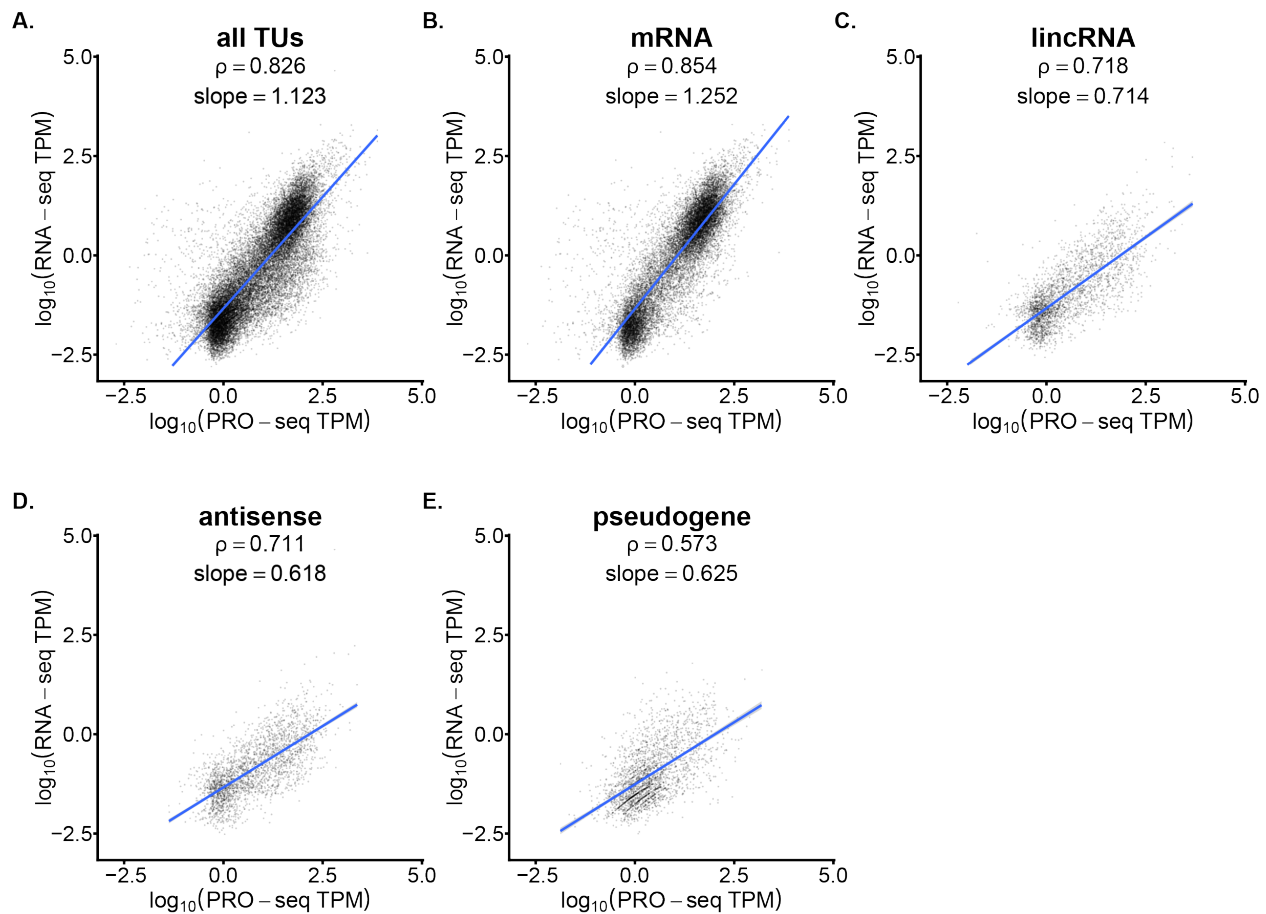 A.
all TUs
ρ = 0.826
slope = 1.123
5.0
2.5
0.0
−2.5
log10(RNA − seq TPM)
−2.5 0.0 2.5 5.0
log10(PRO − seq TPM)
B.
mRNA
ρ = 0.854
slope = 1.252
5.0
2.5
0.0
−2.5
log10(RNA − seq TPM)
−2.5 0.0 2.5 5.0
log10(PRO − seq TPM)
C.
lincRNA
ρ = 0.718
slope = 0.714
5.0
2.5
0.0
−2.5
log10(RNA − seq TPM)
−2.5 0.0 2.5 5.0
log10(PRO − seq TPM)
D.
antisense
ρ = 0.711
slope = 0.618
5.0
2.5
0.0
−2.5
log10(RNA − seq TPM)
−2.5 0.0 2.5 5.0
log10(PRO − seq TPM)
E.
pseudogene
ρ = 0.573
slope = 0.625
5.0
2.5
0.0
−2.5
log10(RNA − seq TPM)
−2.5 0.0 2.5 5.0
log10(PRO − seq TPM)